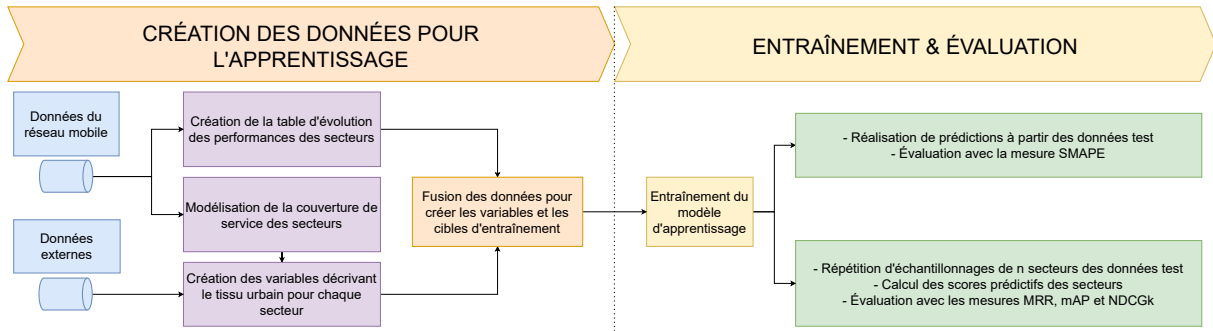 CRÉATION DES DONNÉES POUR
L'APPRENTISSAGE
ENTRAÎNEMENT & ÉVALUATION
Données du
réseau mobile
Données
externes
Création de la table d'évolution
des performances des secteurs
Modélisation de la couverture de
service des secteurs
Création des variables décrivant
le tissu urbain pour chaque
secteur
Fusion des données pour
créer les variables et les
cibles d'entraînement
Entraînement du
modèle
d'apprentissage
- Réalisation de prédictions à partir des données test
- Évaluation avec la mesure SMAPE
- Répétition d'échantillonnages de n secteurs des données test
- Calcul des scores prédictifs des secteurs
- Évaluation avec les mesures MRR, mAP et NDCGk